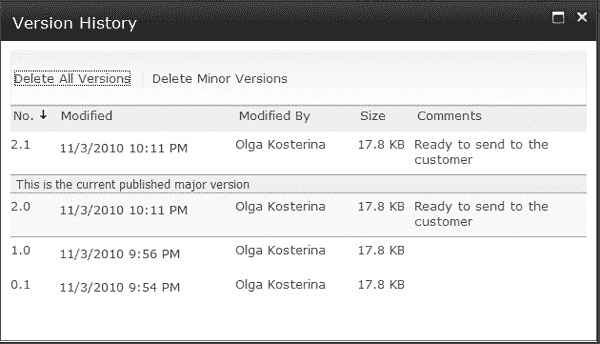 Version History
Delete All Versions Delete Minor Versions
No. Modified Modified By Size Comments
2.1 11/3/2010 10:11 PM Olga Kosterina 17.8 KB Ready to send to the
customer
This is the current published major version
2.0 11/3/2010 10:11 PM Olga Kosterina 17.8 KB Ready to send to the
customer
1.0 11/3/2010 9:56 PM Olga Kosterina 17.8 KB
0.1 11/3/2010 9:54 PM Olga Kosterina 17.8 KB